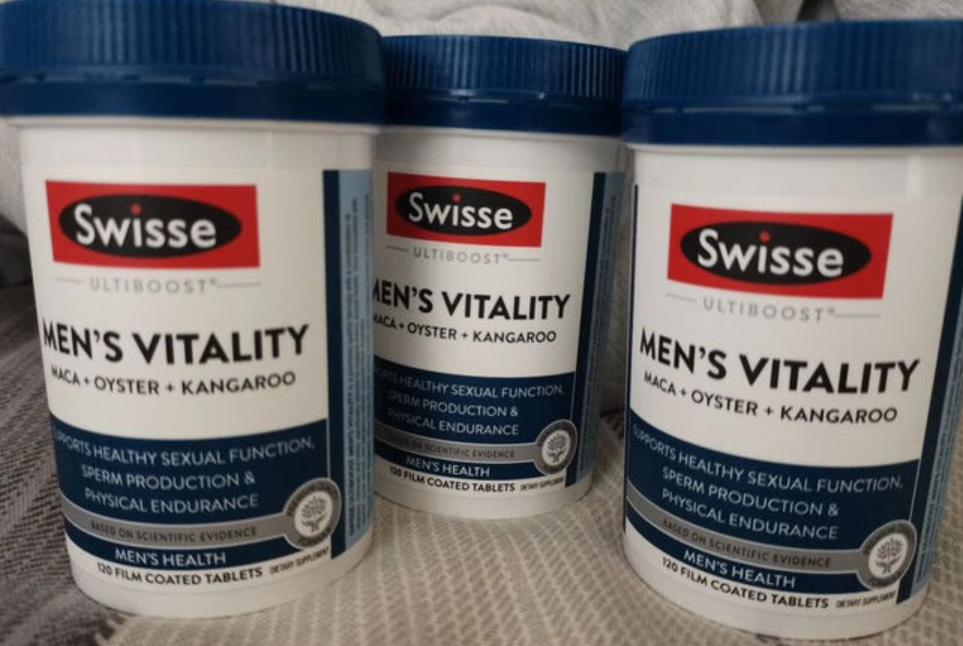 Swisse
ULTIBOOST®
MEN'S VITALITY
MACA + OYSTER + KANGAROO
SUPPORTS HEALTHY SEXUAL FUNCTION,
SPERM PRODUCTION &
PHYSICAL ENDURANCE
BASED ON SCIENTIFIC EVIDENCE
MEN'S HEALTH
120 FILM COATED TABLETS DIETARY SUPPLEMENT
Swisse
ULTIBOOST®
MEN'S VITALITY
MACA + OYSTER + KANGAROO
HEALTHY SEXUAL FUNCTION,
SPERM PRODUCTION &
PHYSICAL ENDURANCE
ON SCIENTIFIC EVIDENCE
MEN'S HEALTH
120 FILM COATED TABLETS DIETARY SUPPLEMENT
Swisse
ULTIBOOST®
MEN'S VITALITY
MACA + OYSTER + KANGAROO
SUPPORTS HEALTHY SEXUAL FUNCTION,
SPERM PRODUCTION &
PHYSICAL ENDURANCE
BASED ON SCIENTIFIC EVIDENCE
MEN'S HEALTH
120 FILM COATED TABLETS DIETARY SUPPLEMENT